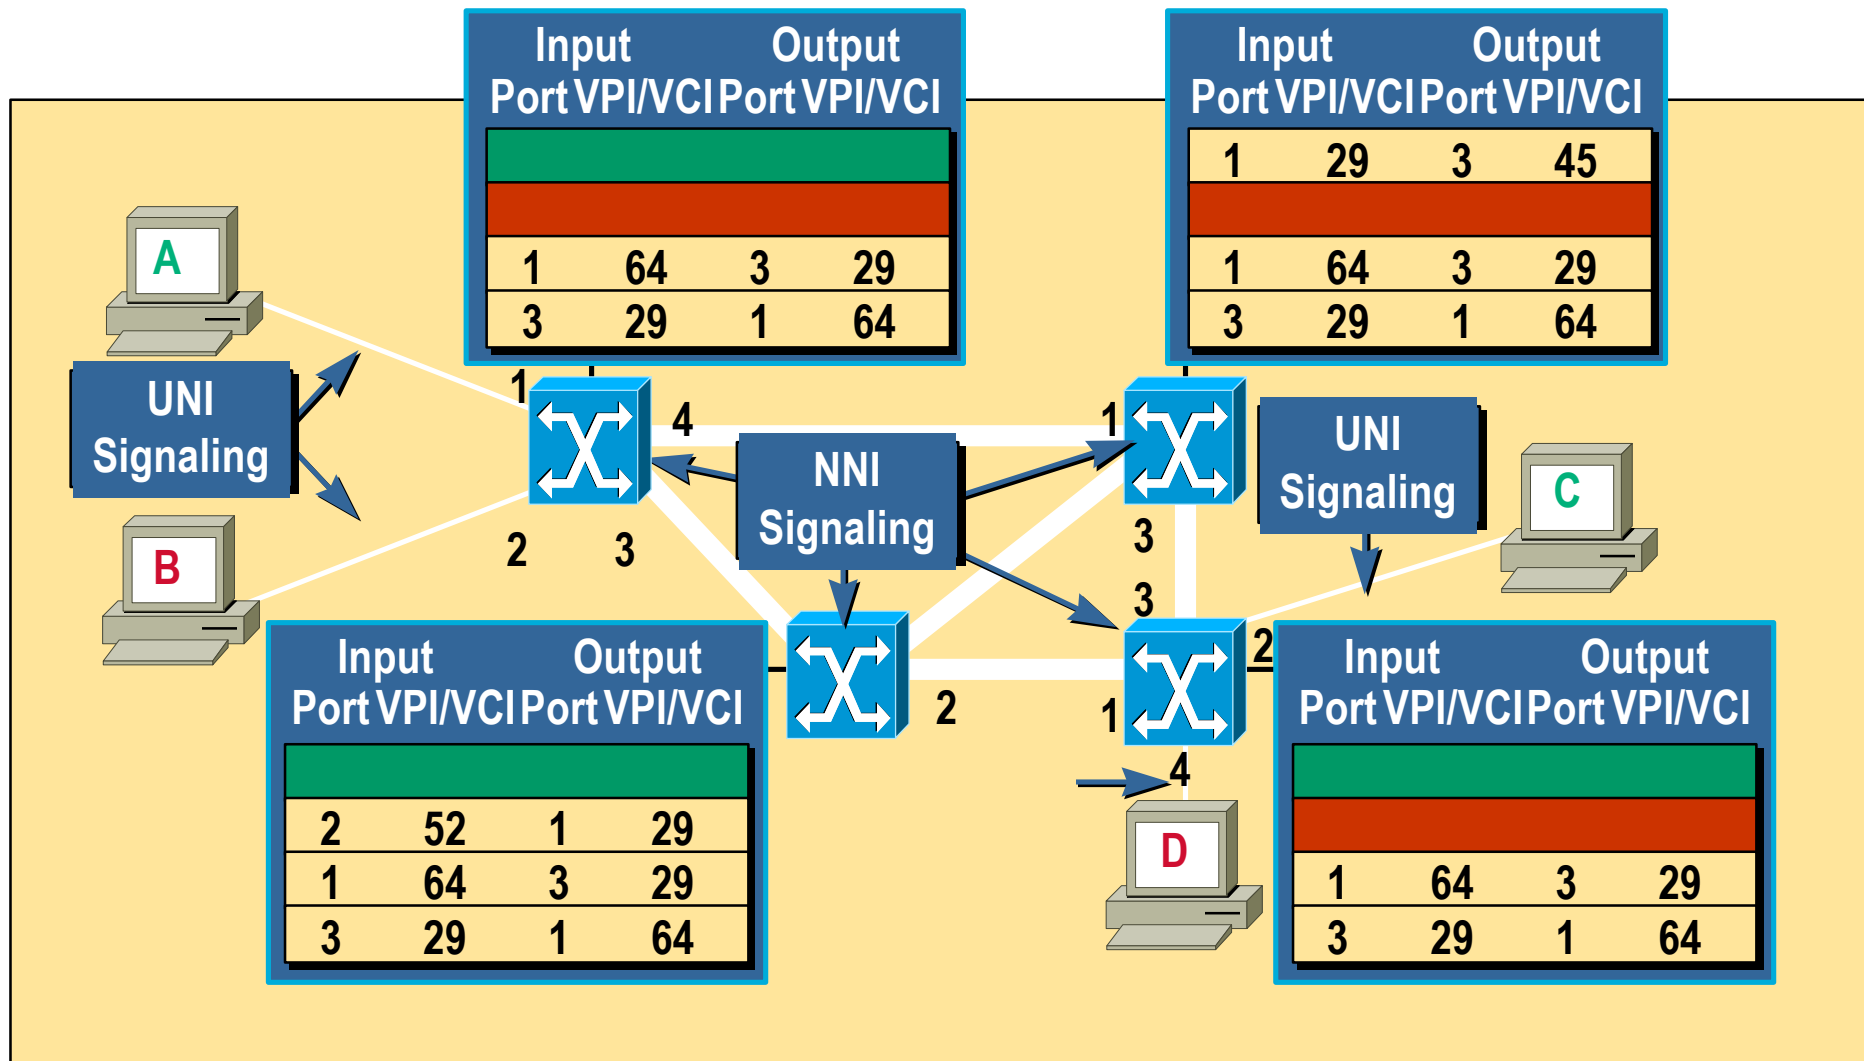 Input Output
Port VPI/VCI Port VPI/VCI
1 64 3 29
3 29 1 64
Input Output
Port VPI/VCI Port VPI/VCI
1 29 3 45
1 64 3 29
3 29 1 64
A
UNI
Signaling
B
1
4
2
3
NNI
Signaling
1
3
UNI
Signaling
C
3
2
1
4
2
D
Input Output
Port VPI/VCI Port VPI/VCI
2 52 1 29
1 64 3 29
3 29 1 64
Input Output
Port VPI/VCI Port VPI/VCI
1 64 3 29
3 29 1 64